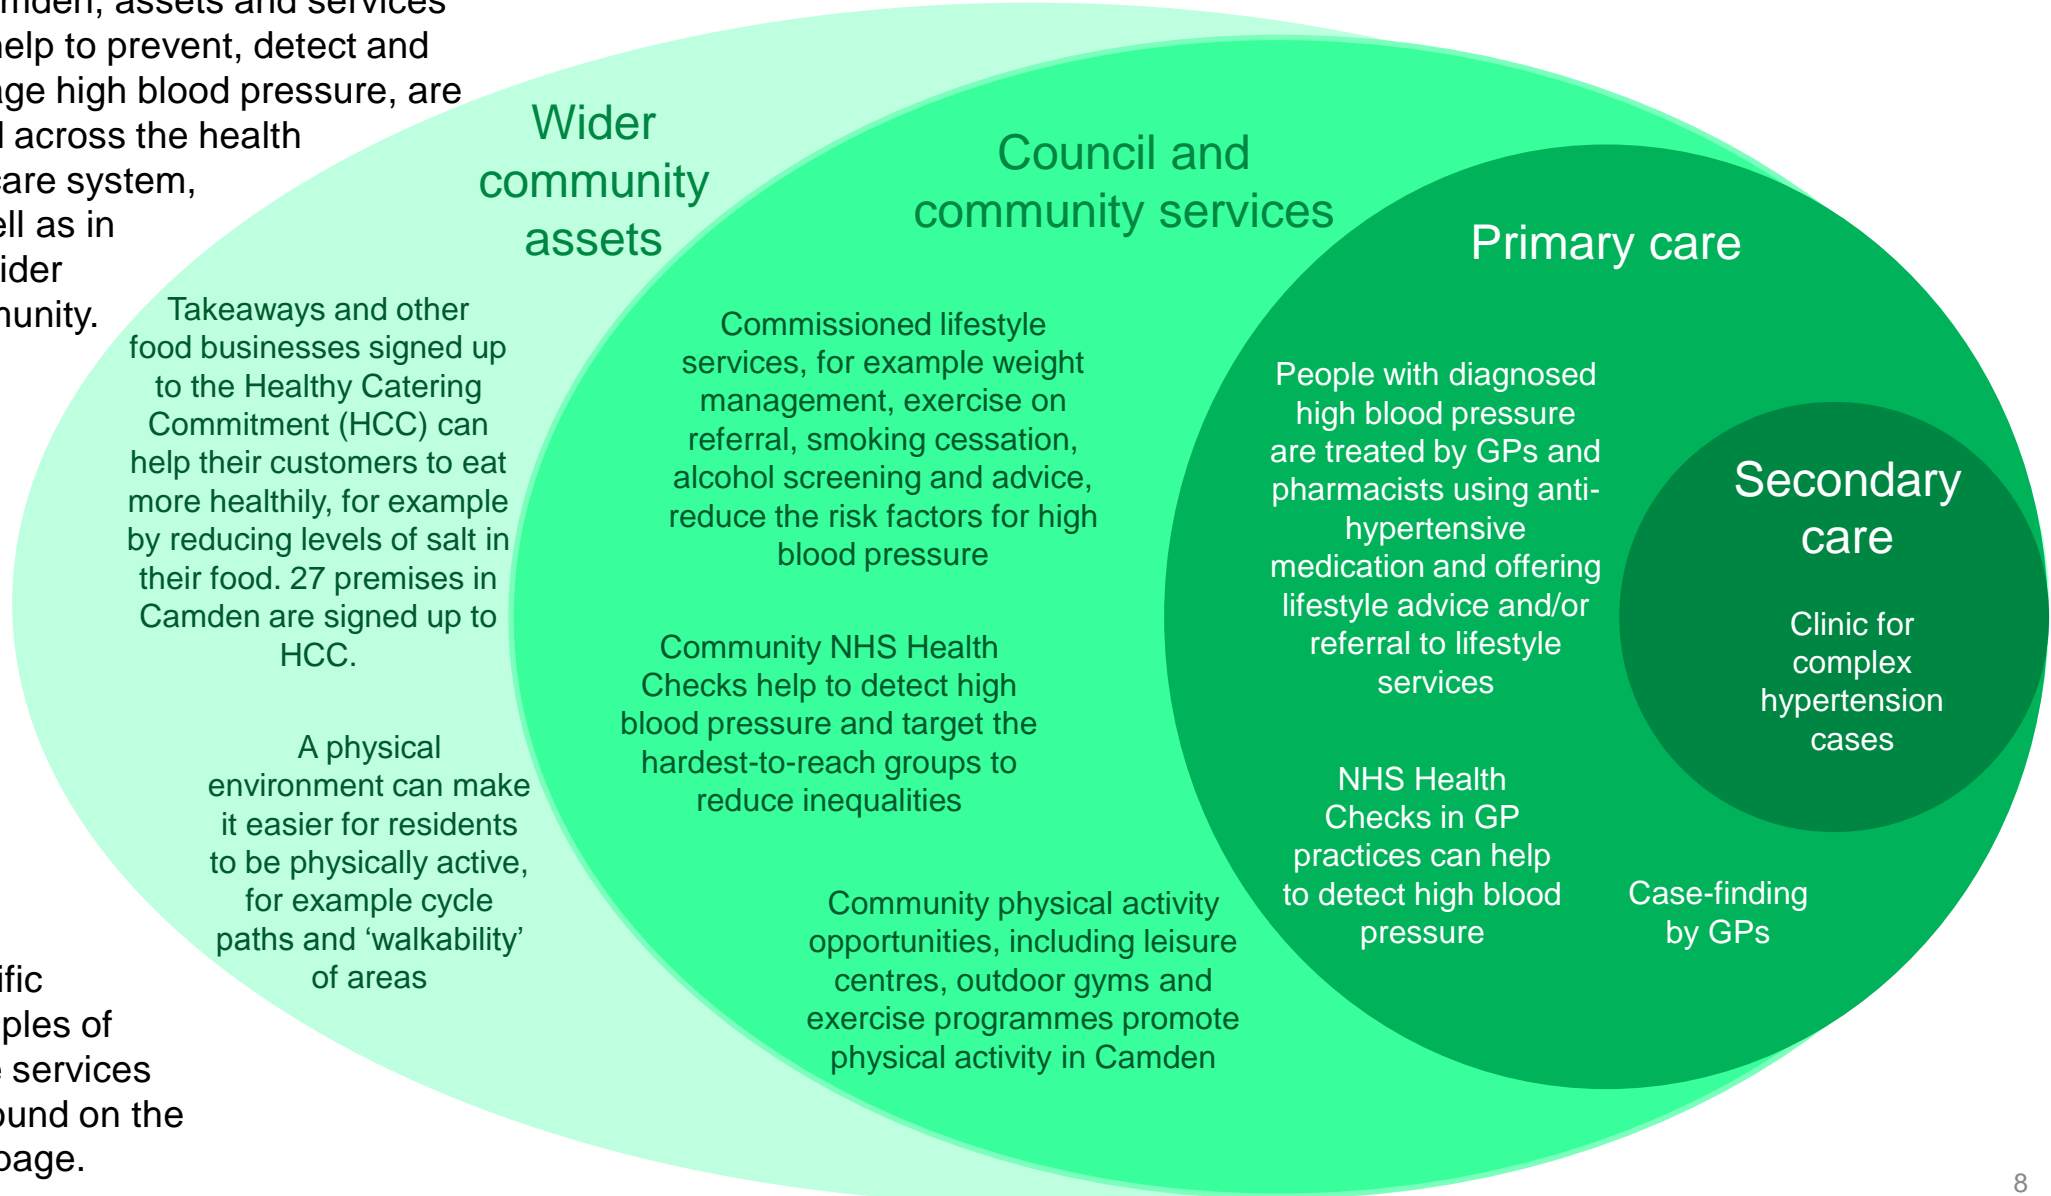 mden, assets and services
help to prevent, detect and
age high blood pressure, are
across the health
care system,
ell as in
ider
munity.
Wider
community
assets
Takeaways and other
food businesses signed up
to the Healthy Catering
Commitment (HCC) can
help their customers to eat
more healthily, for example
by reducing levels of salt in
their food. 27 premises in
Camden are signed up to
HCC.
A physical
environment can make
it easier for residents
to be physically active,
for example cycle
paths and ‘walkability’
of areas
Council and
community services
Commissioned lifestyle
services, for example weight
management, exercise on
referral, smoking cessation,
alcohol screening and advice,
reduce the risk factors for high
blood pressure
Community NHS Health
Checks help to detect high
blood pressure and target the
hardest-to-reach groups to
reduce inequalities
Community physical activity
opportunities, including leisure
centres, outdoor gyms and
exercise programmes promote
physical activity in Camden
Primary care
People with diagnosed
high blood pressure
are treated by GPs and
pharmacists using anti-
hypertensive
medication and offering
lifestyle advice and/or
referral to lifestyle
services
NHS Health
Checks in GP
practices can help
to detect high blood
pressure
Case-finding
by GPs
Secondary
care
Clinic for
complex
hypertension
cases
ific
ples of
services
ound on the
page.
8